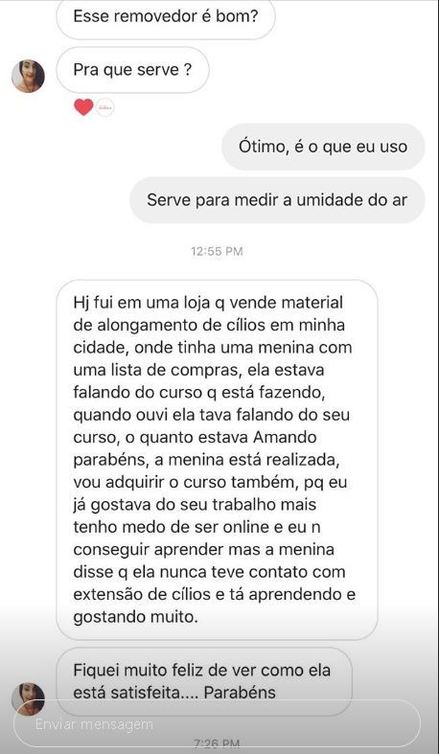 Esse removedor é bom?
Pra que serve ?
Ótimo, é o que eu uso
Serve para medir a umidade do ar
12:55 PM
Hj fui em uma loja q vende material
de alongamento de cílios em minha
cidade, onde tinha uma menina com
uma lista de compras, ela estava
falando do curso q está fazendo,
quando ouvi ela tava falando do seu
curso, o quanto estava Amando
parabéns, a menina está realizada,
vou adquirir o curso também, pq eu
já gostava do seu trabalho mais
tenho medo de ser online e eu n
conseguir aprender mas a menina
disse q ela nunca teve contato com
extensão de cílios e tá aprendendo e
gostando muito.
Fiquei muito feliz de ver como ela
está satisfeita.... Parabéns
Enviar mensagem
7:26 PM